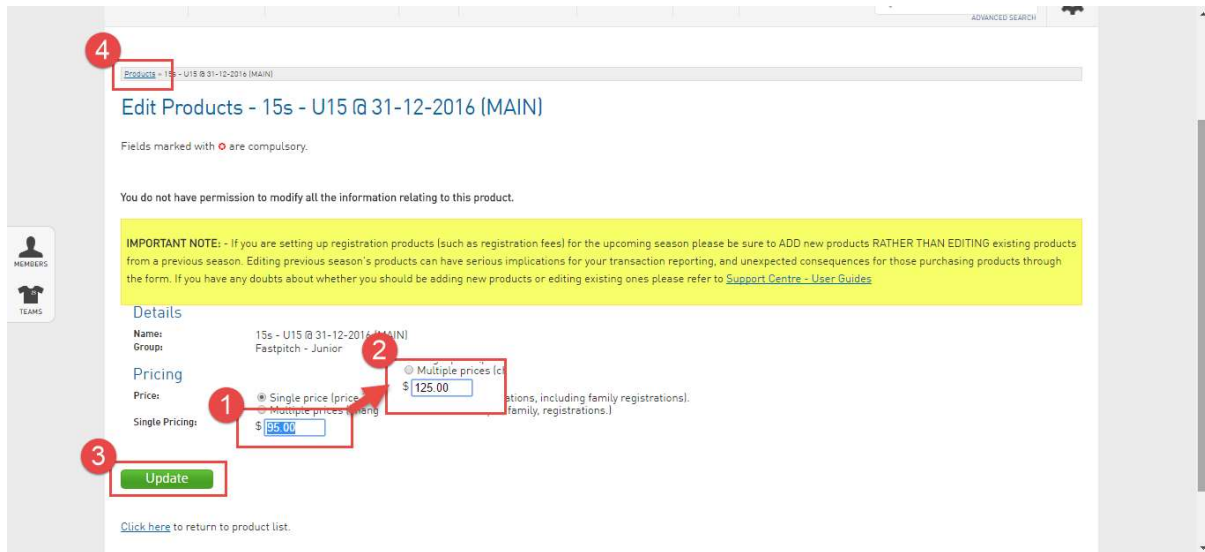 ADVANCED SEARCH
4
Products - 15s - U15 @ 31-12-2016 (MAIN)
Edit Products - 15s - U15 @ 31-12-2016 (MAIN)
Fields marked with are compulsory.
You do not have permission to modify all the information relating to this product.
IMPORTANT NOTE: - If you are setting up registration products (such as registration fees) for the upcoming season please be sure to ADD new products RATHER THAN EDITING existing products
from a previous season. Editing previous season's products can have serious implications for your transaction reporting, and unexpected consequences for those purchasing products through
the form. If you have any doubts about whether you should be adding new products or editing existing ones please refer to Support Centre - User Guides
MEMBERS
TEAMS
Details
Name: 15s - U15 @ 31-12-2016 (MAIN)
Group: Fastpitch - Junior
2
Multiple prices (c
$ 125.00
Pricing
Price: Single price (price ations, including family registrations).
1
Multiple prices family, registrations.)
Single Pricing: $ 95.00
3
Update
Click here to return to product list.